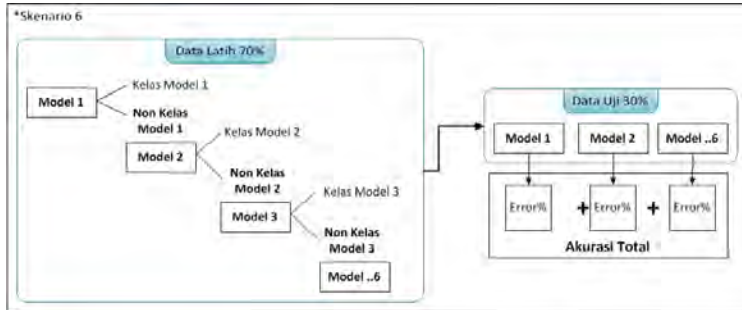 *Skenario 6
Data Latih 70%
Model 1
Kelas Model 1
Non Kelas
Model 1
Model 2
Kelas Model 2
Non Kelas
Model 2
Model 3
Kelas Model 3
Non Kelas
Model 3
Model ..6
Data Uji 30%
Model 1
Model 2
Model ..6
Error%
+
Error%
+
Error%
Akurasi Total